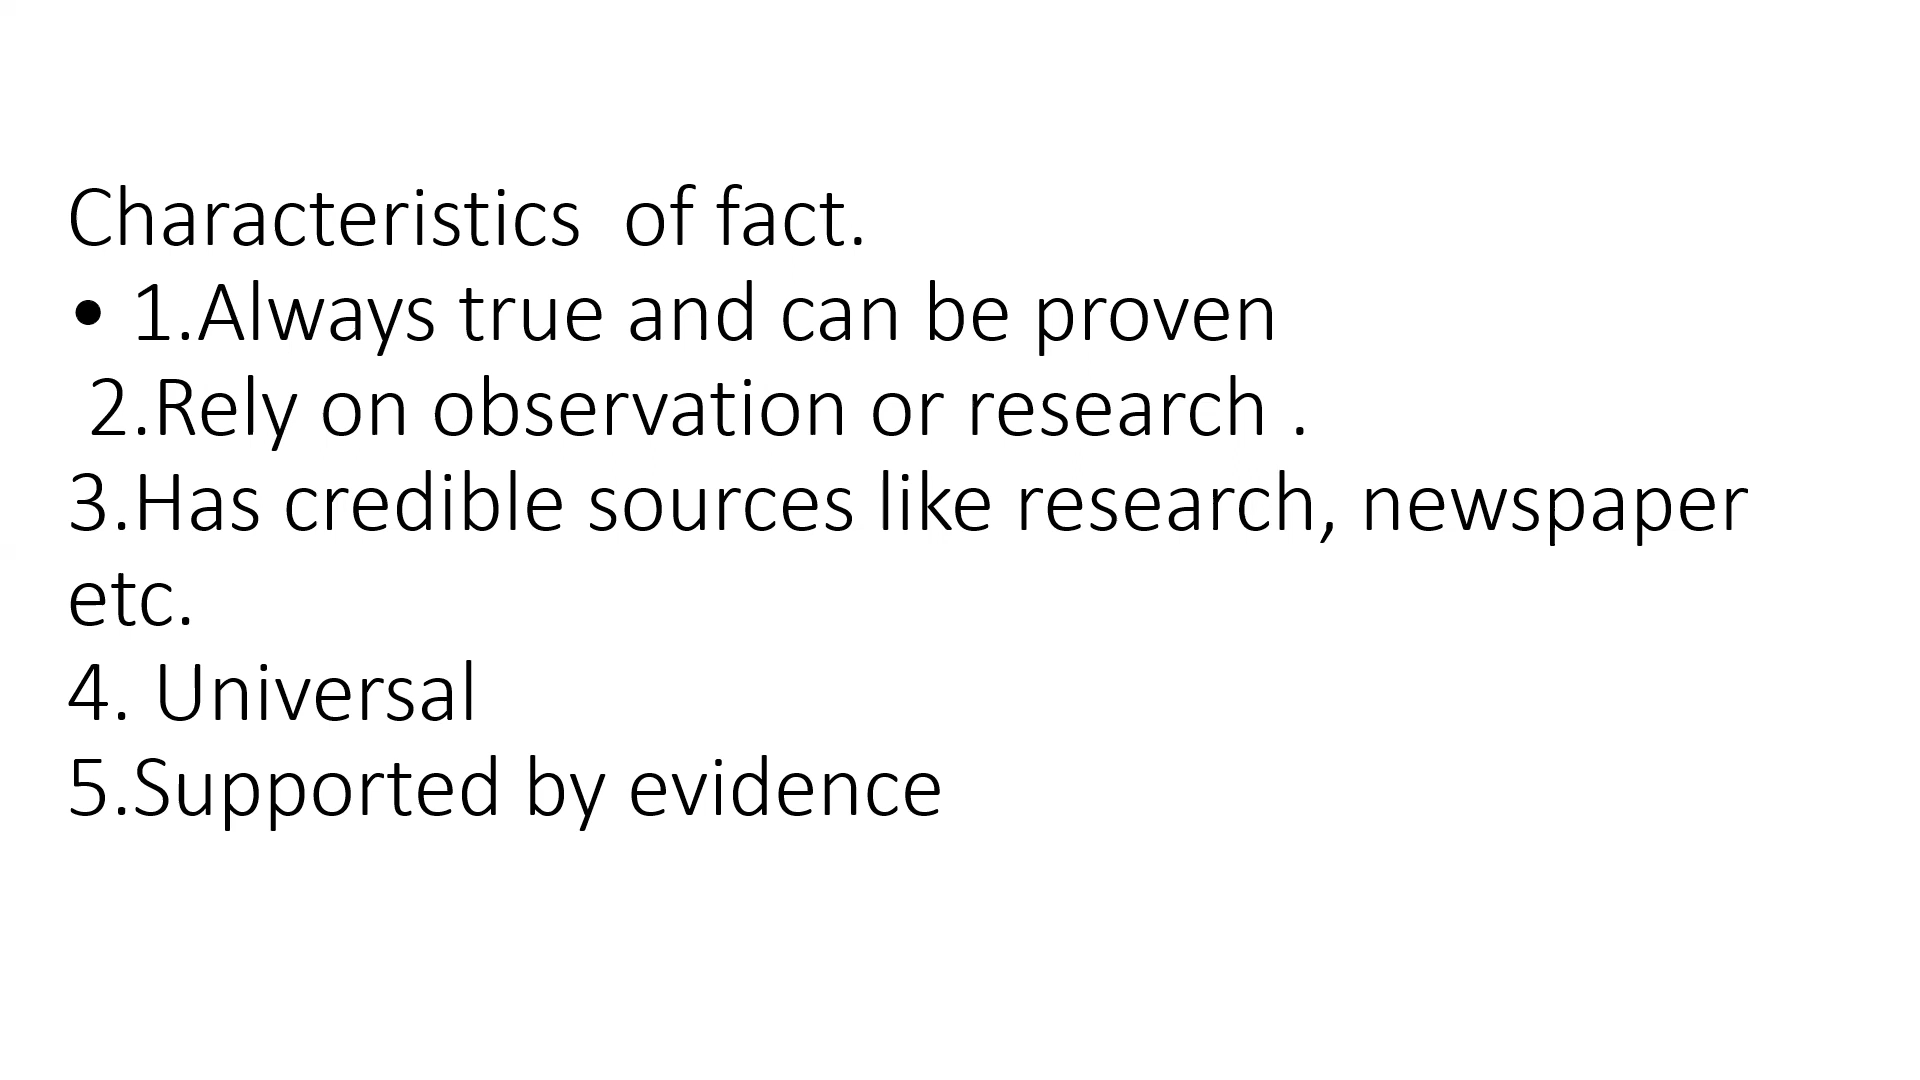 Characteristics  of fact.
• 1.Always true and can be proven
2.Rely on observation or research .
3.Has credible sources like research, newspaper
etc.
4. Universal
5.Supported by evidence